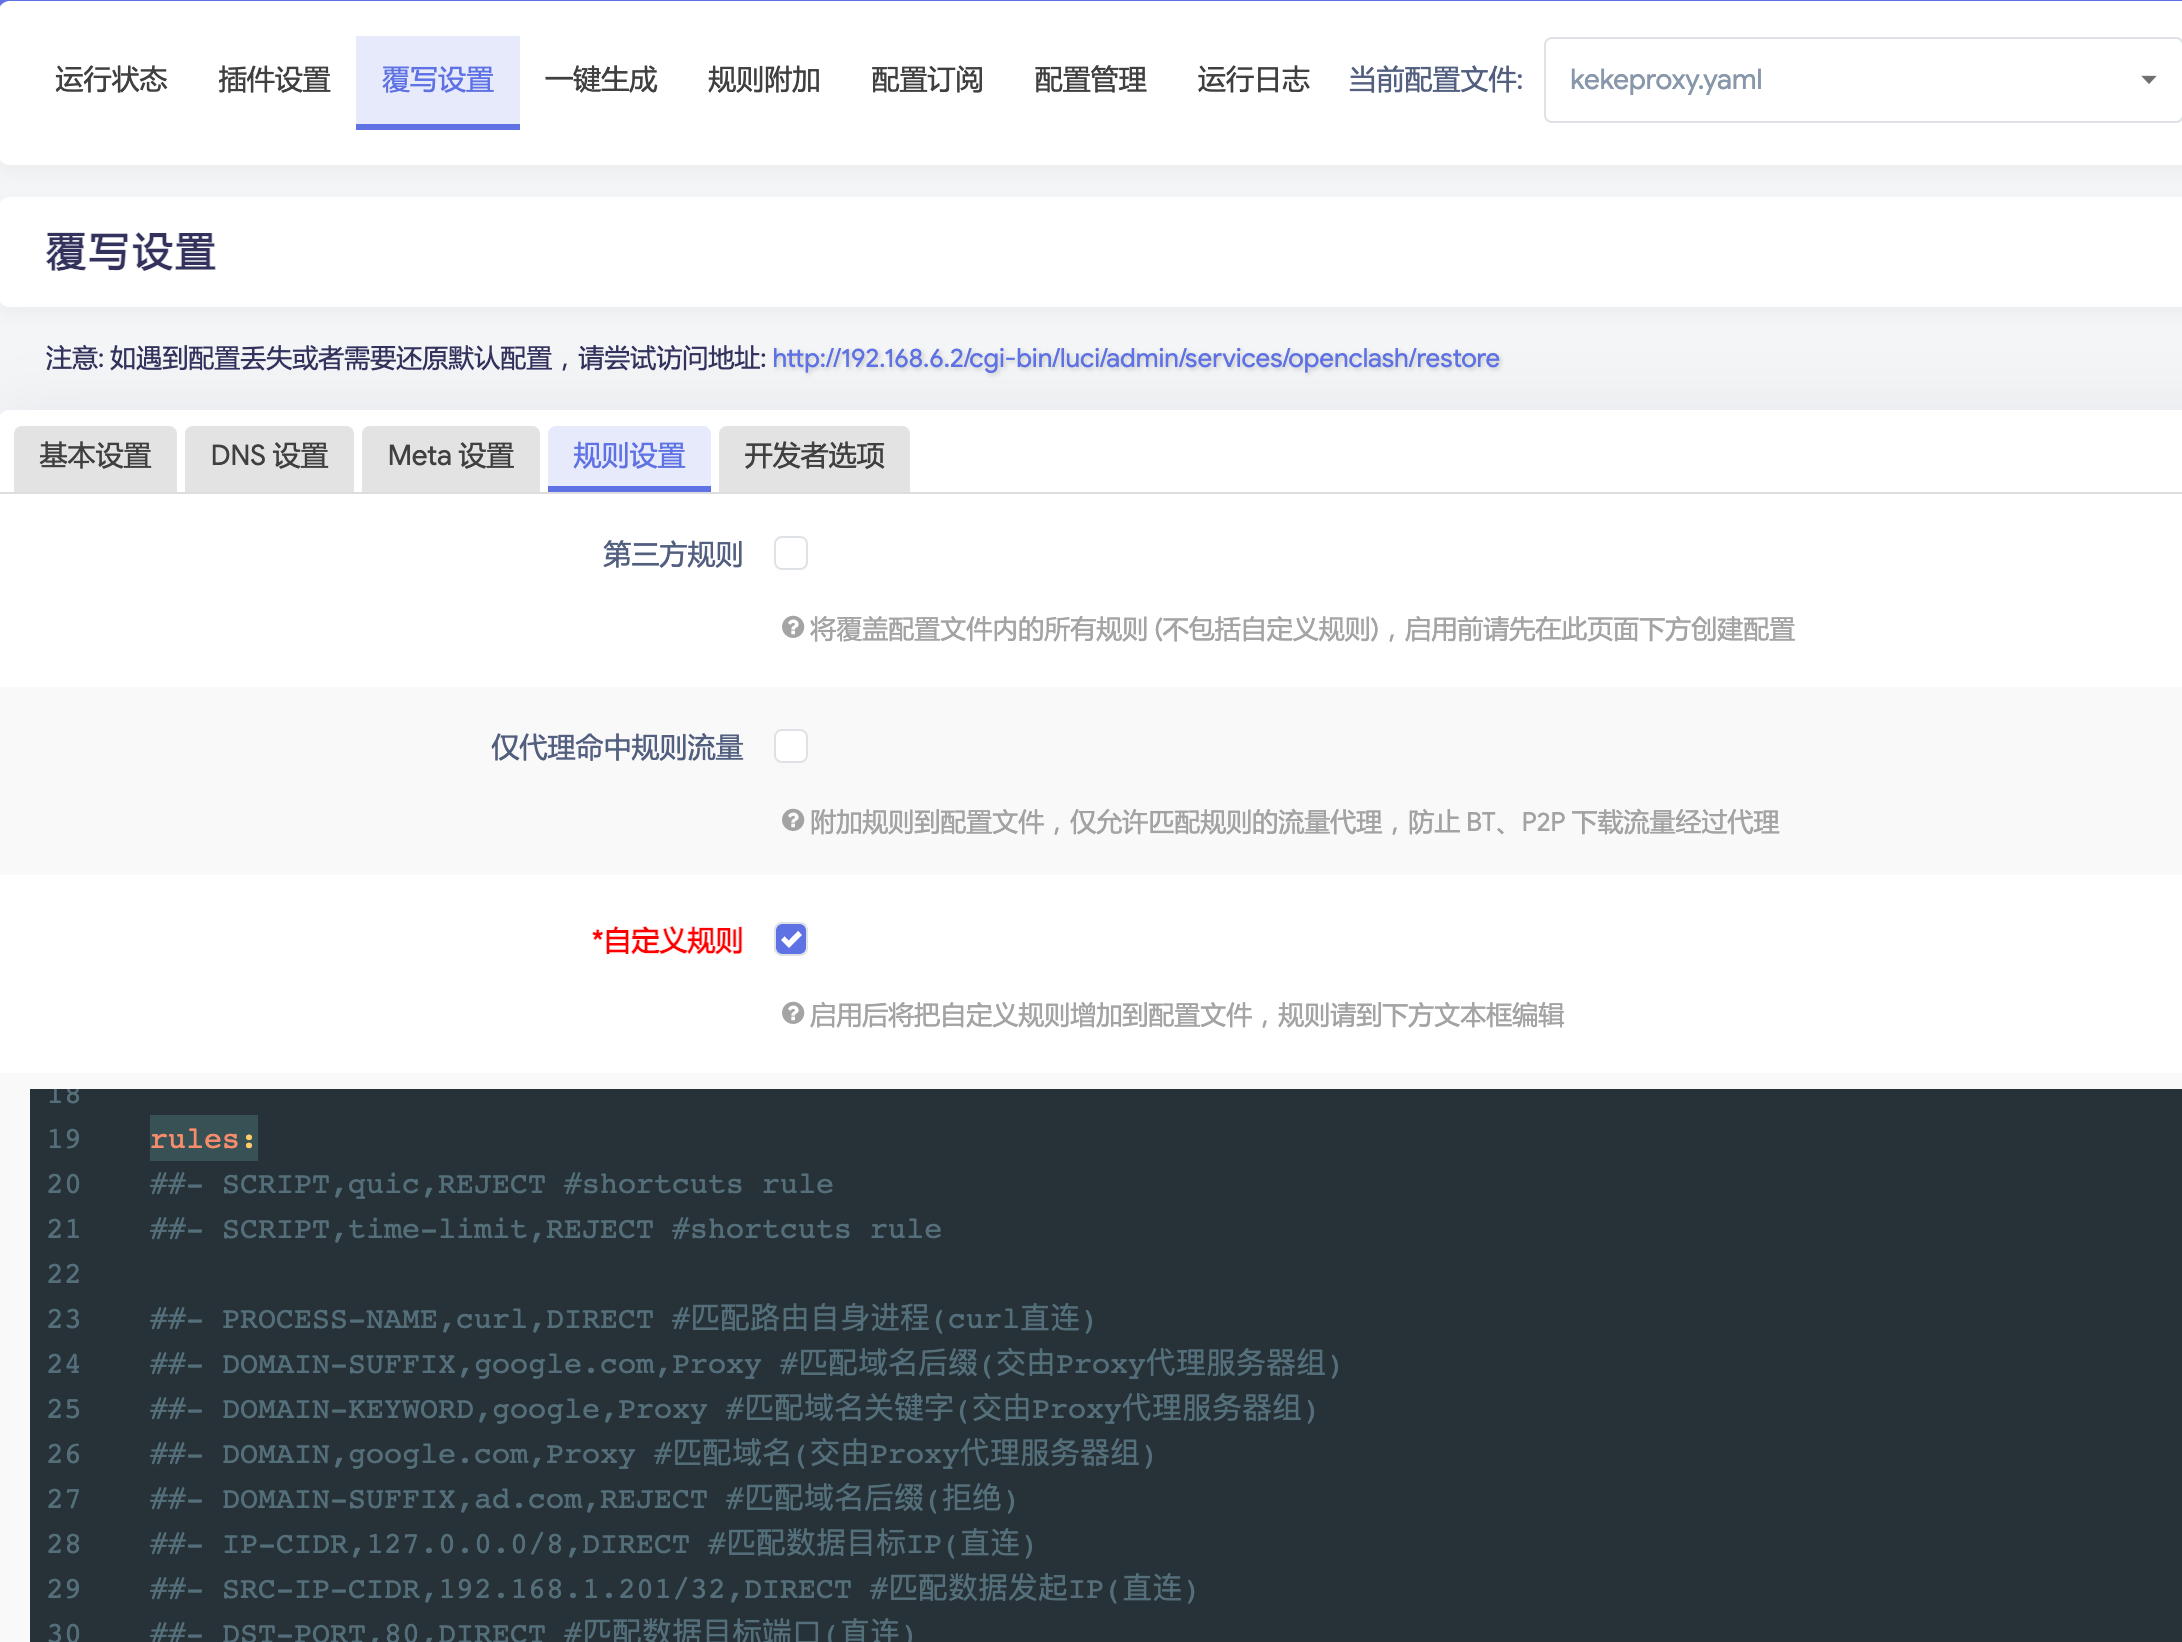 运行状态 插件设置 覆写设置 一键生成 规则附加 配置订阅 配置管理 运行日志 当前配置文件: kekeproxy.yaml
覆写设置
注意: 如遇到配置丢失或者需要还原默认配置，请尝试访问地址: http://192.168.6.2/cgi-bin/luci/admin/services/openclash/restore
基本设置 DNS 设置 Meta 设置 规则设置 开发者选项
第三方规则
将覆盖配置文件内的所有规则 (不包括自定义规则)，启用前请先在此页面下方创建配置
仅代理命中规则流量
附加规则到配置文件，仅允许匹配规则的流量代理，防止 BT、P2P 下载流量经过代理
*自定义规则
启用后将把自定义规则增加到配置文件，规则请到下方文本框编辑
18
19 rules:
20 ##- SCRIPT,quic,REJECT #shortcuts rule
21 ##- SCRIPT,time-limit,REJECT #shortcuts rule
22
23 ##- PROCESS-NAME,curl,DIRECT #匹配路由自身进程(curl直连)
24 ##- DOMAIN-SUFFIX,google.com,Proxy #匹配域名后缀(交由Proxy代理服务器组)
25 ##- DOMAIN-KEYWORD,google,Proxy #匹配域名关键字(交由Proxy代理服务器组)
26 ##- DOMAIN,google.com,Proxy #匹配域名(交由Proxy代理服务器组)
27 ##- DOMAIN-SUFFIX,ad.com,REJECT #匹配域名后缀(拒绝)
28 ##- IP-CIDR,127.0.0.0/8,DIRECT #匹配数据目标IP(直连)
29 ##- SRC-IP-CIDR,192.168.1.201/32,DIRECT #匹配数据发起IP(直连)
30 ##- DST-PORT,80,DIRECT #匹配数据目标端口(直连)